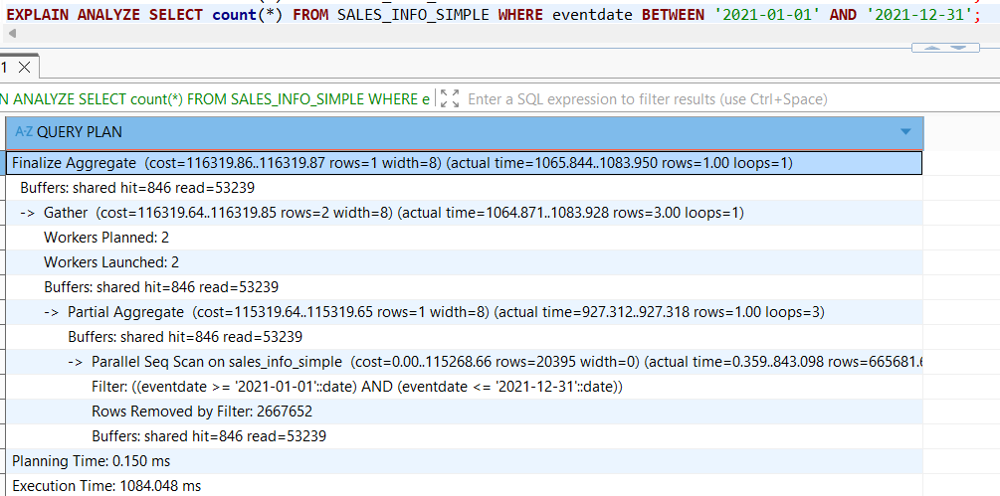 EXPLAIN ANALYZE SELECT count(*) FROM SALES_INFO_SIMPLE WHERE eventdate BETWEEN '2021-01-01' AND '2021-12-31';
1
N ANALYZE SELECT count(*) FROM SALES_INFO_SIMPLE WHERE e Enter a SQL expression to filter results (use Ctrl+Space)
A-Z QUERY PLAN
Finalize Aggregate (cost=116319.86..116319.87 rows=1 width=8) (actual time=1065.844..1083.950 rows=1.00 loops=1)
Buffers: shared hit=846 read=53239
-> Gather (cost=116319.64..116319.85 rows=2 width=8) (actual time=1064.871..1083.928 rows=3.00 loops=1)
Workers Planned: 2
Workers Launched: 2
Buffers: shared hit=846 read=53239
-> Partial Aggregate (cost=115319.64..115319.65 rows=1 width=8) (actual time=927.312..927.318 rows=1.00 loops=3)
Buffers: shared hit=846 read=53239
-> Parallel Seq Scan on sales_info_simple (cost=0.00..115268.66 rows=20395 width=0) (actual time=0.359..843.098 rows=665681.6
Filter: ((eventdate >= '2021-01-01'::date) AND (eventdate <= '2021-12-31'::date))
Rows Removed by Filter: 2667652
Buffers: shared hit=846 read=53239
Planning Time: 0.150 ms
Execution Time: 1084.048 ms